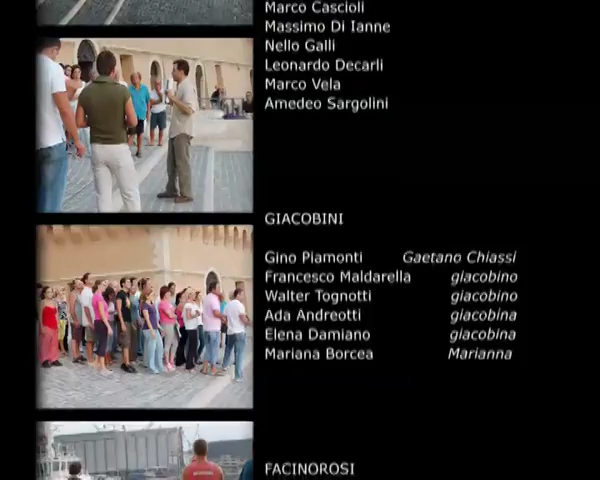 Marco Cascioli
Massimo Di Ianne
Nello Galli
Leonardo Decarli
Marco Vela
Amedeo Sargolini
GIACOBINI
Gino Piamonti Gaetano Chiassi
Francesco Maldarella giacobino
Walter Tognotti giacobino
Ada Andreotti giacobina
Elena Damiano giacobina
Mariana Borcea Marianna
FACINOROSI